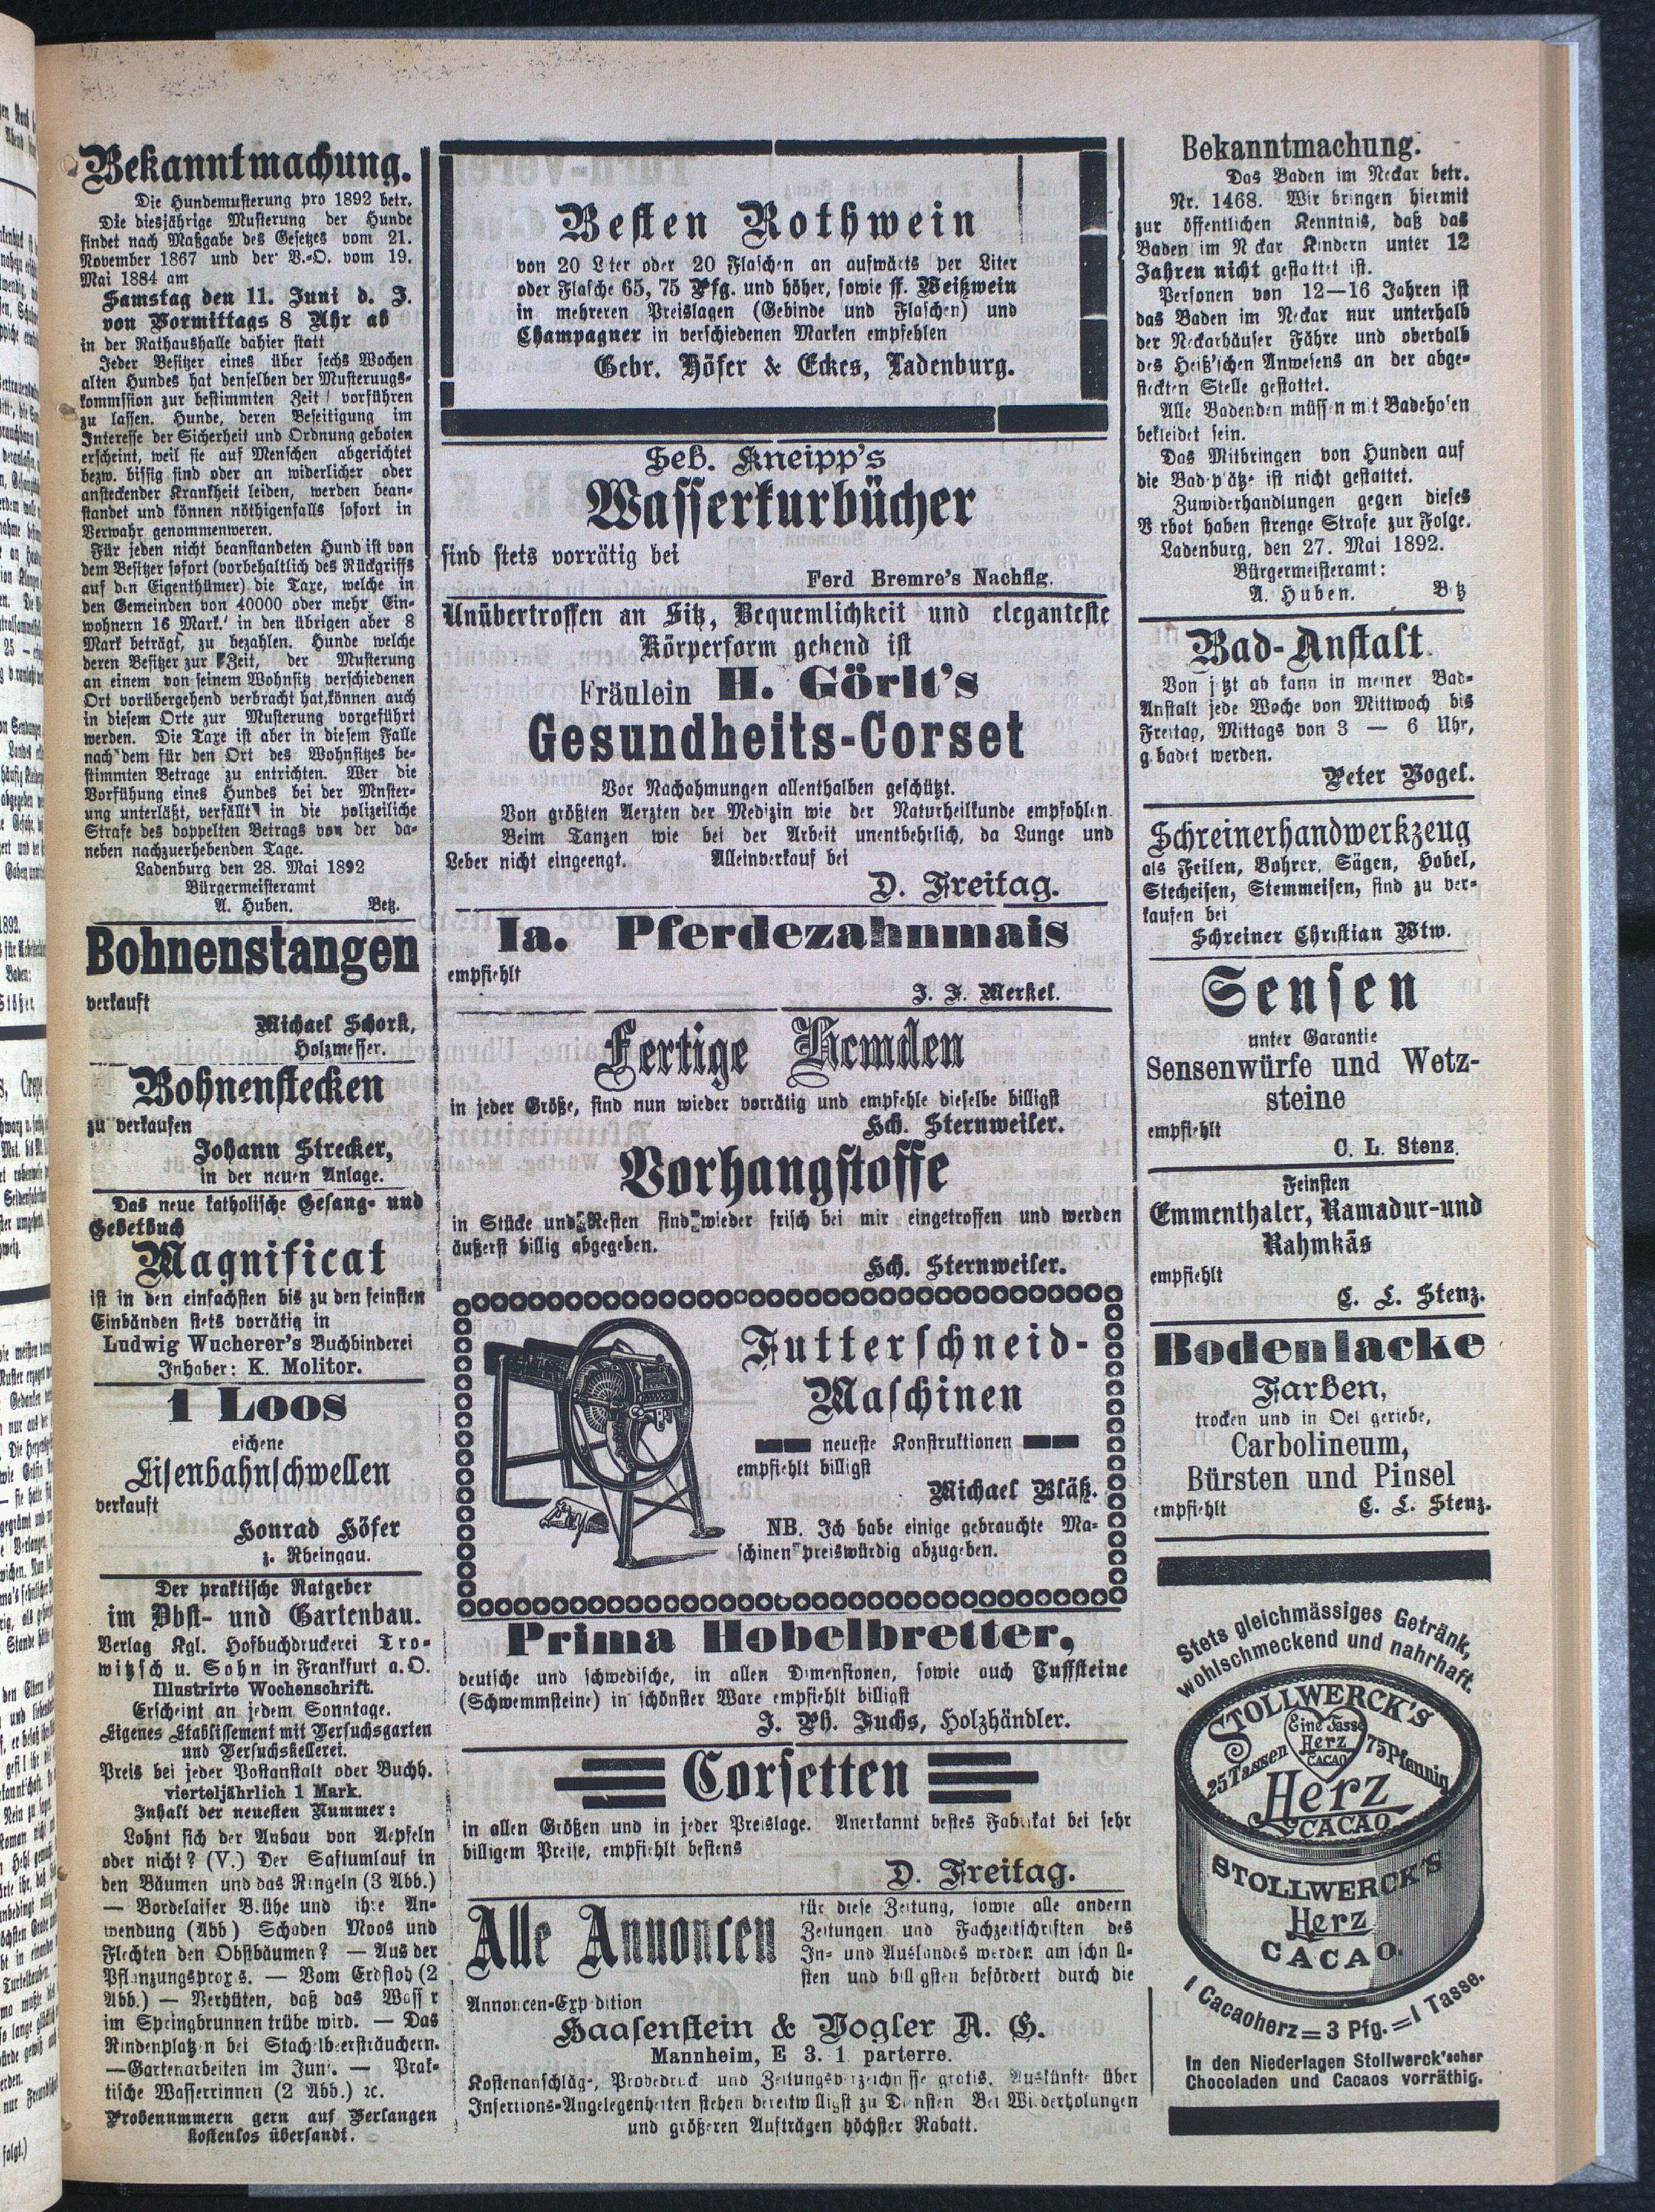 Bekanntmachung.
Die Hundemusterung pro 1892 betr.
Die diesjährige Musterung der Hunde
findet nach Maßgabe des Gesetzes vom 21.
November 1867 und der V.-O. vom 19.
Mai 1884 am
Samstag den 11. Juni d. J.
von Vormittags 8 Uhr ab
in der Rathaushalle dahier statt
Jeder Besitzer eines über sechs Wochen
alten Hundes hat denselben der Musteruugs-
kommssion zur bestimmten Zeit vorführen
zu lassen. Hunde, deren Beseitigung im
Interesse der Sicherheit und Ordnung geboten
erscheint, weil sie auf Menschen abgerichtet
bezw. bissig sind oder an widerlicher oder
ansteckender Krankheit leiden, werden bean-
standet und können nöthigenfalls sofort in
Verwahr genommenweren.
Für jeden nicht beanstandeten Hund ist von
dem Besitzer sofort (vorbehaltlich des Rückgriffs
auf den Eigenthümer) die Taxe, welche in
den Gemeinden von 40000 oder mehr Ein-
wohnern 16 Mark. in den übrigen aber 8
Mark beträgt, zu bezahlen. Hunde welche
deren Besitzer zur Zeit, der Musterung
an einem von seinem Wohnsitz verschiedenen
Ort vorübergehend verbracht hat,können auch
in diesem Orte zur Musterung vorgeführt
werden. Die Taxe ist aber in diesem Falle
nach dem für den Ort des Wohnsitzes be-
stimmten Betrage zu entrichten. Wer die
Vorführung eines Hundes bei der Mnster-
ung unterläßt, verfällt in die polizeiliche
Strafe des doppelten Betrags von der da-
neben nachzuerhebenden Tage.
Ladenburg den 28. Mai 1892
Bürgermeisteramt
A. Huben. Betz.
Bohnenstangen
verkauft
Michael Schork,
Holzmesser.
Bohnenstecken
zu verkaufen
Johann Strecker,
in der neuen Anlage.
Das neue katholische Gesang- und
Gebetbuch
Magnificat
ist in den einfachsten bis zu den feinsten
Einbänden stets vorrätig in
Ludwig Wucherer's Buchbinderei
Inhaber: K. Molitor.
1 Loos
eichene
Eisenbahnschwellen
verkauft
Konrad Höfer
z. Rheingau.
Der praktische Ratgeber
im Obst- und Gartenbau.
Verlag Kgl. Hofbuchdruckerei Tro-
witzsch u. Sohn in Frankfurt a. O.
Illustrirte Wochenschrift.
Erscheint an jedem Sonntage.
Eigenes Etablissement mit Versuchsgarten
und Versuchskellerei.
Preis bei jeder Postanstalt oder Buchh.
vierteljährlich 1 Mark.
Inhalt der neuesten Nummer:
Lohnt sich der Anbau von Aepfeln
oder nicht? (V.) Der Saftumlauf in
den Bäumen und das Ringeln (3 Abb.)
— Bordelaiser B.ühe und ihre An-
wendung (Abb) Schaden Moos und
Flechten den Obstbäumen? — Aus der
Pflanzungspraxis. — Vom Erdfloh (2
Abb.) — Verhüten, daß das Wasser
im Springbrunnen trübe wird. — Das
Rindenplatzen bei Stachelbeersträuchern.
—Gartenarbeiten im Juni. — Prak-
tische Wasserrinnen (2 Abb.) ꝛc.
Probenummern gern auf Verlangen
kostenlos übersandt.
Besten Rothwein
von 20 Liter oder 20 Flaschen an aufwärts per Liter
oder Flasche 65, 75 Pfg. und höher, sowie ff. Weißwein
in mehreren Preislagen (Gebinde und Flaschen) und
Champagner in verschiedenen Marken empfehlen
Gebr. Höfer & Eckes, Ladenburg.
Seb. Kneipp's
Wasserkurbücher
sind stets vorrätig bei
Ferd Bremre's Nachflg.
Unübertroffen an Sitz, Bequemlichkeit und eleganteste
Körperform gebend ist
Fräulein H. Görlt's
Gesundheits-Corset
Vor Nachahmungen allenthalben geschützt.
Von größten Aerzten der Medizin wie der Naturheilkunde empfohlen.
Beim Tanzen wie bei der Arbeit unentbehrlich, da Lunge und
Leber nicht eingeengt. Alleinverkauf bei
D. Freitag.
Ia. Pferdezahnmais
empfiehlt
J. F. Merkel.
Fertige Hemden
in jeder Größe, sind nun wieder vorrätig und empfehle dieselbe billigst
Hch. Sternweiler.
Vorhangstoffe
in Stücke und Resten sind wieder frisch bei mir eingetroffen und werden
äußerst billig abgegeben.
Hch. Sternweiler.
Futterschneid-
Maschinen
neueste Konstruktionen
empfiehlt billigst
Michael Bläß.
NB. Ich habe einige gebrauchte Ma-
schinen preiswürdig abzugeben.
Prima Hobelbretter,
deutsche und schwedische, in allen Dimensionen, sowie auch Tuffsteine
(Schwemmsteine) in schönster Ware empfiehlt billigst
J. Ph. Fuchs, Holzhändler.
Corsetten
in allen Größen und in jeder Preislage. Anerkannt bestes Fabrikat bei sehr
billigem Preise, empfiehlt bestens
D. Freitag.
Alle Annoncen
für diese Zeitung, sowie alle andern
Zeitungen und Fachzeitschriften des
In- und Auslandes werden am schnell-
sten und billigsten befördert durch die
Annoncen-Expedition
Haasenstein & Vogler A. G.
Mannheim, E 3. 1 parterre.
Kostenanschläge, Probedruck und Zeitungsverzeichnisse gratis. Auskünfte über
Insertions-Angelegenheiten stehen bereitwilligst zu Diensten Bei Wiederholungen
und größeren Aufträgen höchster Rabatt.
Bekanntmachung.
Das Baden im Neckar betr.
Nr. 1468. Wir bringen hiermit
zur öffentlichen Kenntnis, daß das
Baden im Neckar Kindern unter 12
Jahren nicht gestattet ist.
Personen von 12—16 Jahren ist
das Baden im Neckar nur unterhalb
der Neckarhäuser Fähre und oberhalb
des Heiß'schen Anwesens an der abge-
steckten Stelle gestattet.
Alle Badenden müssen mit Badehosen
bekleidet sein.
Das Mitbringen von Hunden auf
die Badeplätze ist nicht gestattet.
Zuwiderhandlungen gegen dieses
Verbot haben strenge Strafe zur Folge.
Ladenburg, den 27. Mai 1892.
Bürgermeisteramt:
A. Huben. Betz
Bad-Anstalt.
Von jetzt ab kann in meiner Bad-
Anstalt jede Woche von Mittwoch bis
Freitag, Mittags von 3 — 6 Uhr,
gebadet werden.
Peter Vogel.
Schreinerhandwerkzeug
als Feilen, Bohrer, Sägen, Hobel,
Stecheisen, Stemmeisen, sind zu ver-
kaufen bei
Schreiner Christian Wtw.
Sensen
unter Garantie
Sensenwürfe und Wetz-
steine
empfiehlt
C. L. Stenz.
Feinsten
Emmenthaler, Ramadur-und
Rahmkäs
empfiehlt
C. L. Stenz.
Bodenlacke
Farben,
trocken und in Oel geriebe,
Carbolineum,
Bürsten und Pinsel
empfiehlt C. L. Stenz.
Stets gleichmässiges Getränk,
wohlschmeckend und nahrhaft.
STOLLWERCK'S
Eine Tasse
Herz
CACAO
25 Tassen 75 Pfennig
Herz
CACAO
STOLLWERCK'S
Herz
CACAO.
1 Cacaoherz = 3 Pfg. = 1 Tasse.
In den Niederlagen Stollwerck'scher
Chocoladen und Cacaos vorräthig.